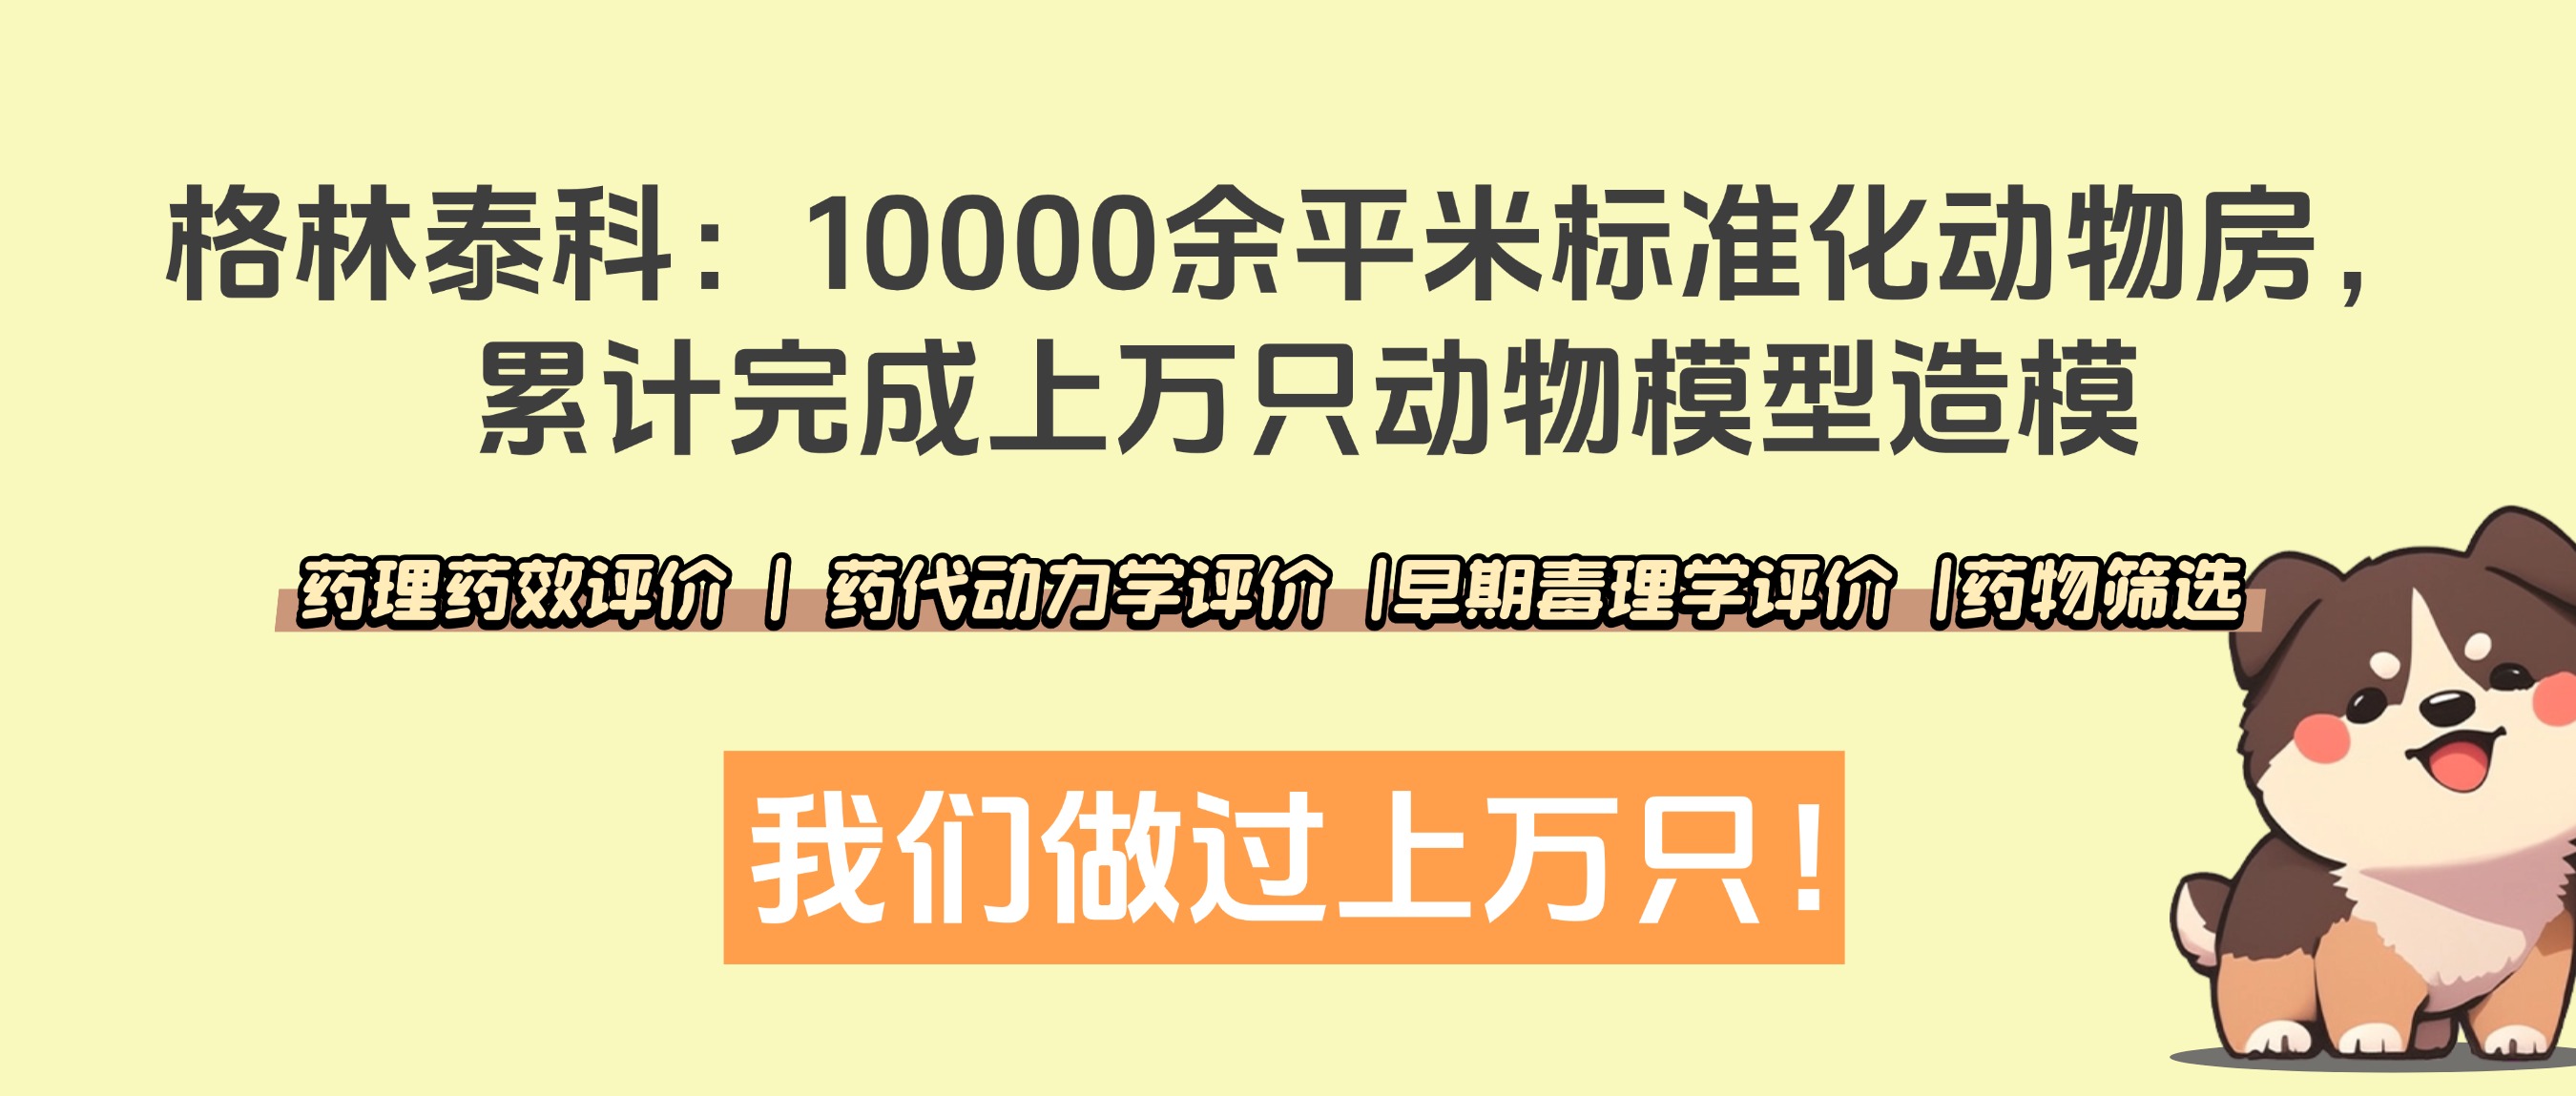 格林泰科：10000余平米标准化动物房，
累计完成上万只动物模型造模
药理药效评价 | 药代动力学评价 |早期毒理学评价 |药物筛选
我们做过上万只！